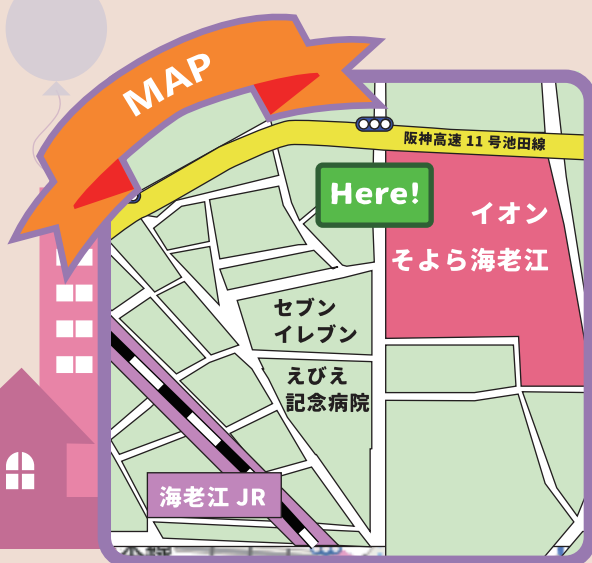 MAP
阪神高速 11 号池田線
Here!
イオン
そよら海老江
セブン
イレブン
えびえ
記念病院
海老江 JR